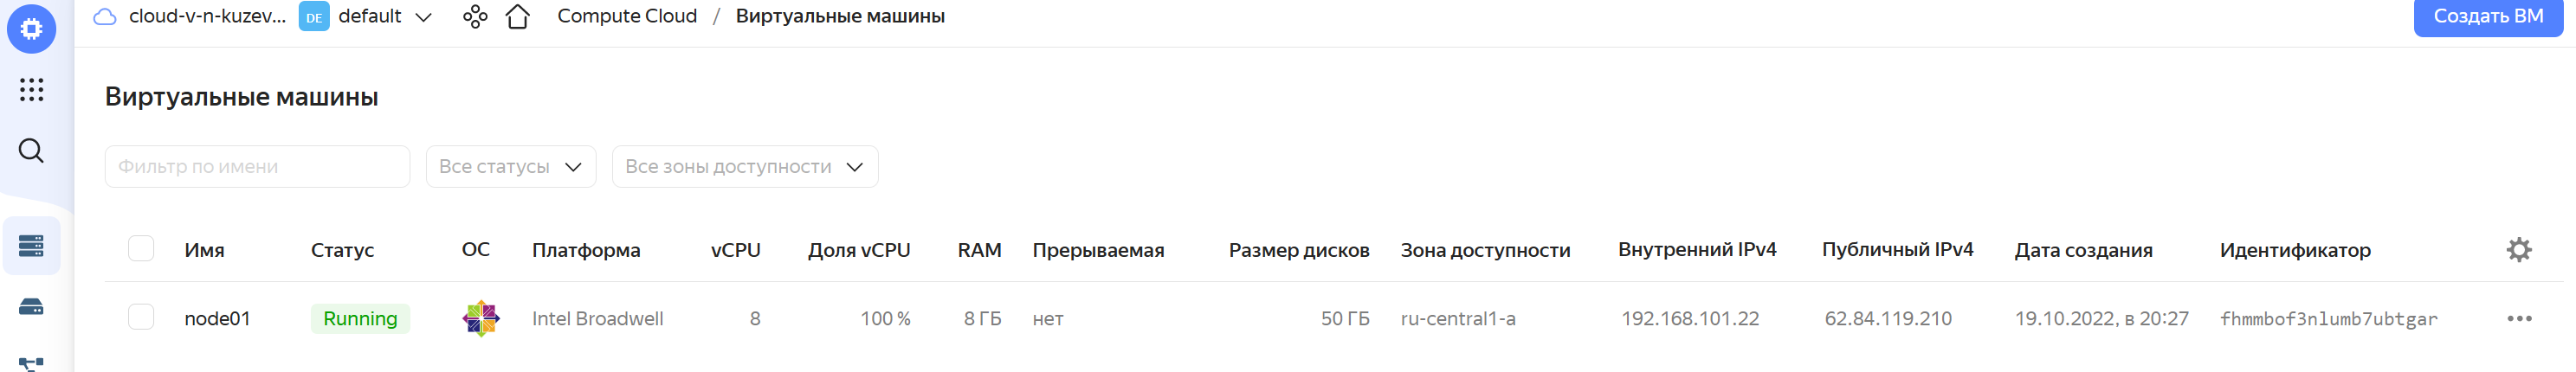 cloud-v-n-kuzev... DE default Compute Cloud / Виртуальные машины Создать ВМ
Виртуальные машины
Фильтр по имени Все статусы Все зоны доступности
Имя Статус ОС Платформа vCPU Доля vCPU RAM Прерываемая Размер дисков Зона доступности Внутренний IPv4 Публичный IPv4 Дата создания Идентификатор
node01 Running Intel Broadwell 8 100 % 8 ГБ нет 50 ГБ ru-central1-a 192.168.101.22 62.84.119.210 19.10.2022, в 20:27 fhmmbof3nlumb7ubtgar